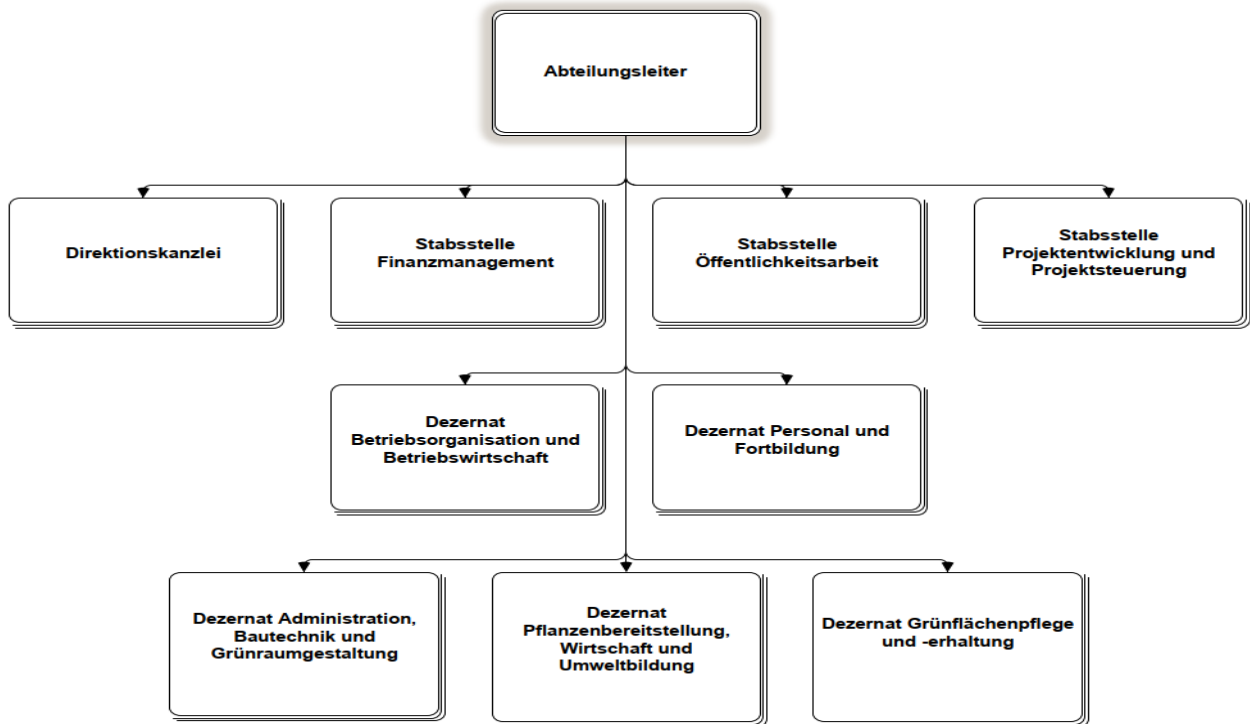 Abteilungsleiter
Direktionskanzlei
Stabsstelle
Finanzmanagement
Stabsstelle
Öffentlichkeitsarbeit
Stabsstelle
Projektentwicklung und
Projektsteuerung
Dezernat
Betriebsorganisation und
Betriebswirtschaft
Dezernat Personal und
Fortbildung
Dezernat Administration,
Bautechnik und
Grünraumgestaltung
Dezernat
Pflanzenbereitstellung,
Wirtschaft und
Umweltbildung
Dezernat Grünflächenpflege
und -erhaltung